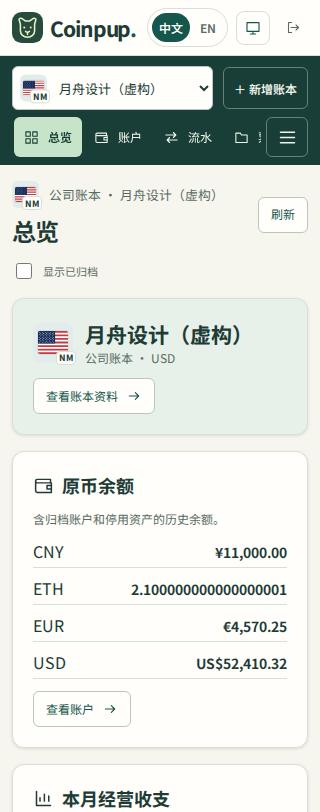 Coinpup.
中文 EN
NM 月舟设计（虚构）
+ 新增账本
总览 账户 流水
NM 公司账本 · 月舟设计（虚构）
总览
刷新
显示已归档
NM 月舟设计（虚构）
公司账本 · USD
查看账本资料 →
原币余额
含归档账户和停用资产的历史余额。
CNY ¥11,000.00
ETH 2.100000000000000001
EUR €4,570.25
USD US$52,410.32
查看账户 →
本月经营收支